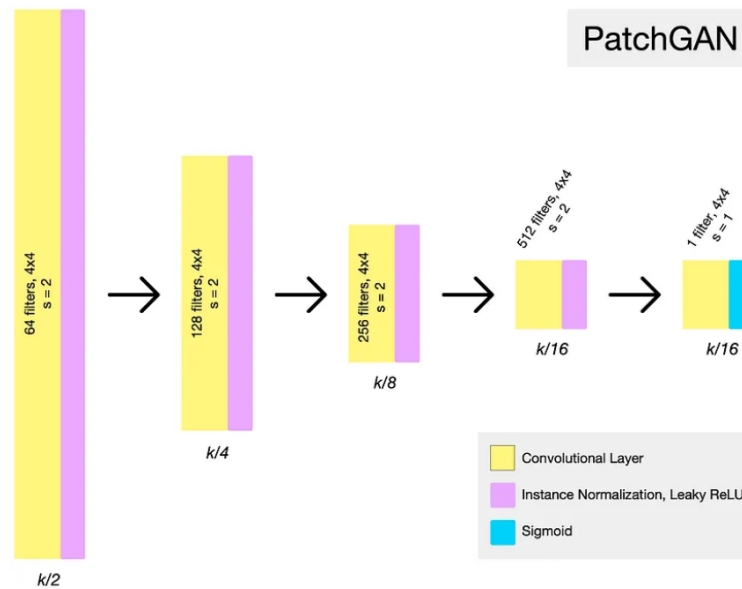 PatchGAN
64 filters, 4x4
s = 2
k/2
128 filters, 4x4
s = 2
k/4
256 filters, 4x4
s = 2
k/8
512 filters, 4x4
s = 2
k/16
1 filter, 4x4
s = 1
k/16
Convolutional Layer
Instance Normalization, Leaky ReLU
Sigmoid